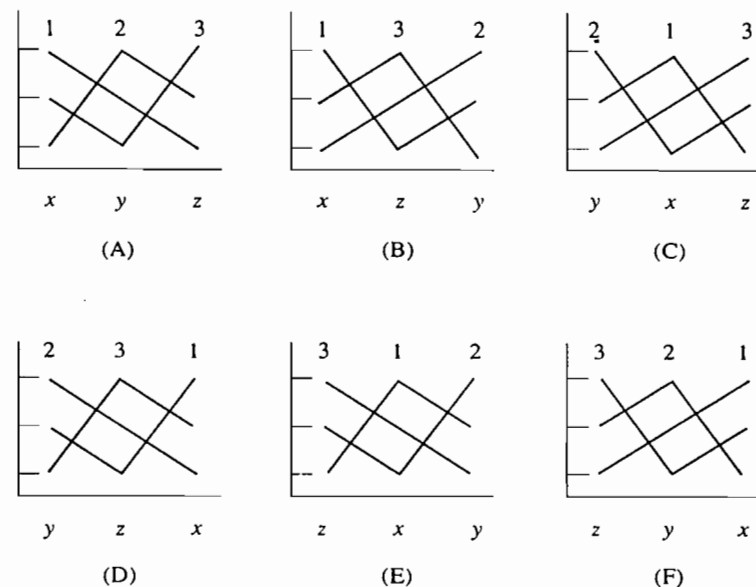 1 2 3 1 3 2 2 1 3
x y z x z y y x z
(A) (B) (C)
2 3 1 3 1 2 3 2 1
y z x z x y z y x
(D) (E) (F)